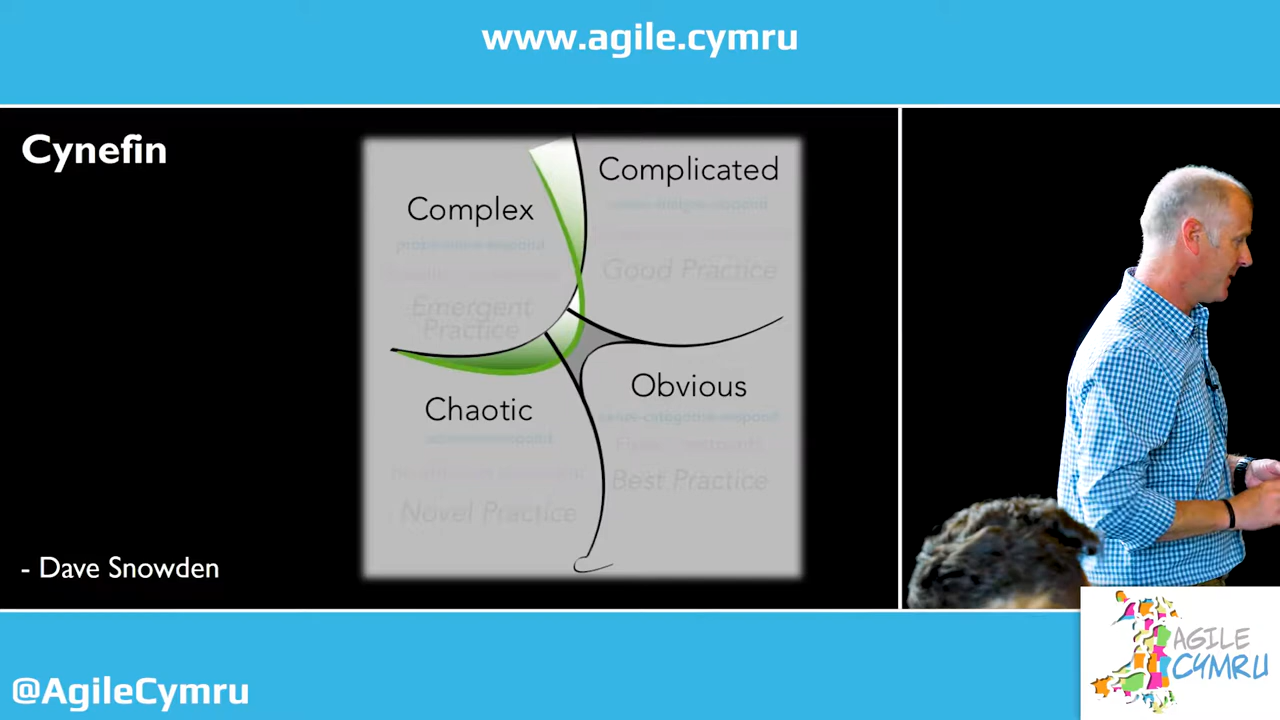 www.agile.cymru
Cynefin
Complicated
Complex
Good Practice
Emergent
Practice
Obvious
Chaotic
Best Practice
Novel Practice
- Dave Snowden
@AgileCymru
AGILE
CYMRU